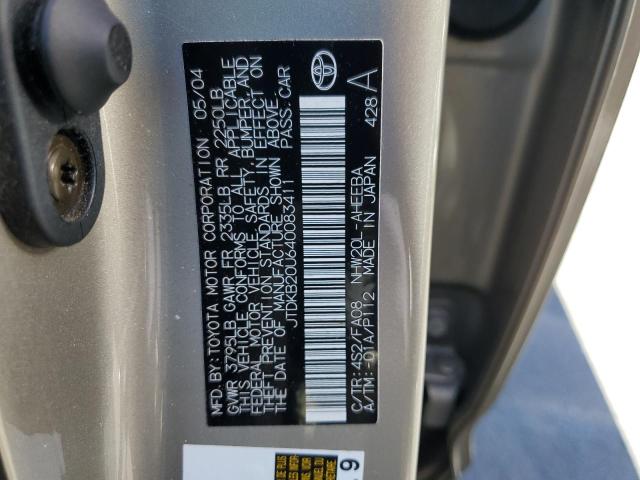 MFD. BY: TOYOTA MOTOR CORPORATION 05/04
GVWR 3795LB GAWR FR 2335LB RR 2250LB
THIS VEHICLE CONFORMS TO ALL APPLICABLE
FEDERAL MOTOR VEHICLE SAFETY, BUMPER, AND
THEFT PREVENTION STANDARDS IN EFFECT ON
THE DATE OF MANUFACTURE SHOWN ABOVE.
JTDKB20U640083411 PASS. CAR
C/TR: 4S2/FA08 NHW20L-AHEEBA 428 A
A/TM: -01A/P112 MADE IN JAPAN